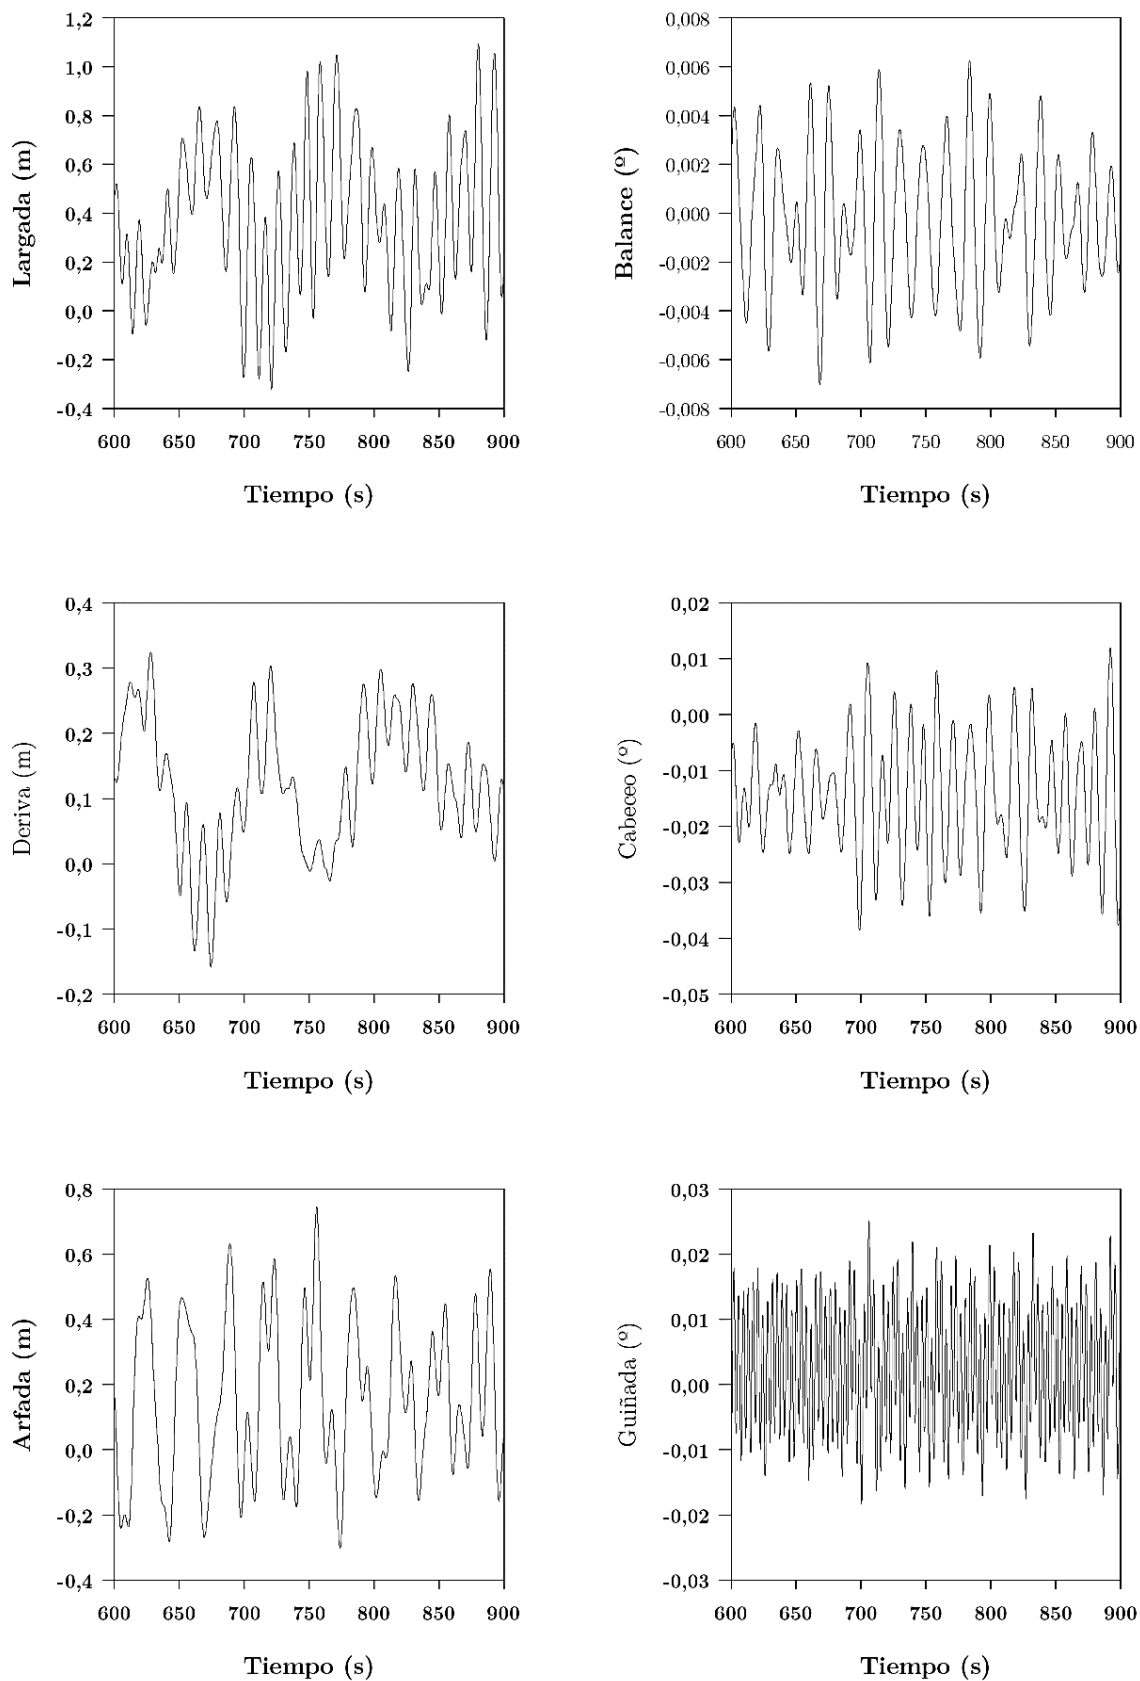 Largada (m)
1,2
1,0
0,8
0,6
0,4
0,2
0,0
-0,2
-0,4
600 650 700 750 800 850 900
Tiempo (s)
Balance (º)
0,008
0,006
0,004
0,002
0,000
-0,002
-0,004
-0,006
-0,008
600 650 700 750 800 850 900
Tiempo (s)
Deriva (m)
0,4
0,3
0,2
0,1
0,0
-0,1
-0,2
600 650 700 750 800 850 900
Tiempo (s)
Cabeceo (º)
0,02
0,01
0,00
-0,01
-0,02
-0,03
-0,04
-0,05
600 650 700 750 800 850 900
Tiempo (s)
Arfada (m)
0,8
0,6
0,4
0,2
0,0
-0,2
-0,4
600 650 700 750 800 850 900
Tiempo (s)
Guiñada (º)
0,03
0,02
0,01
0,00
-0,01
-0,02
-0,03
600 650 700 750 800 850 900
Tiempo (s)